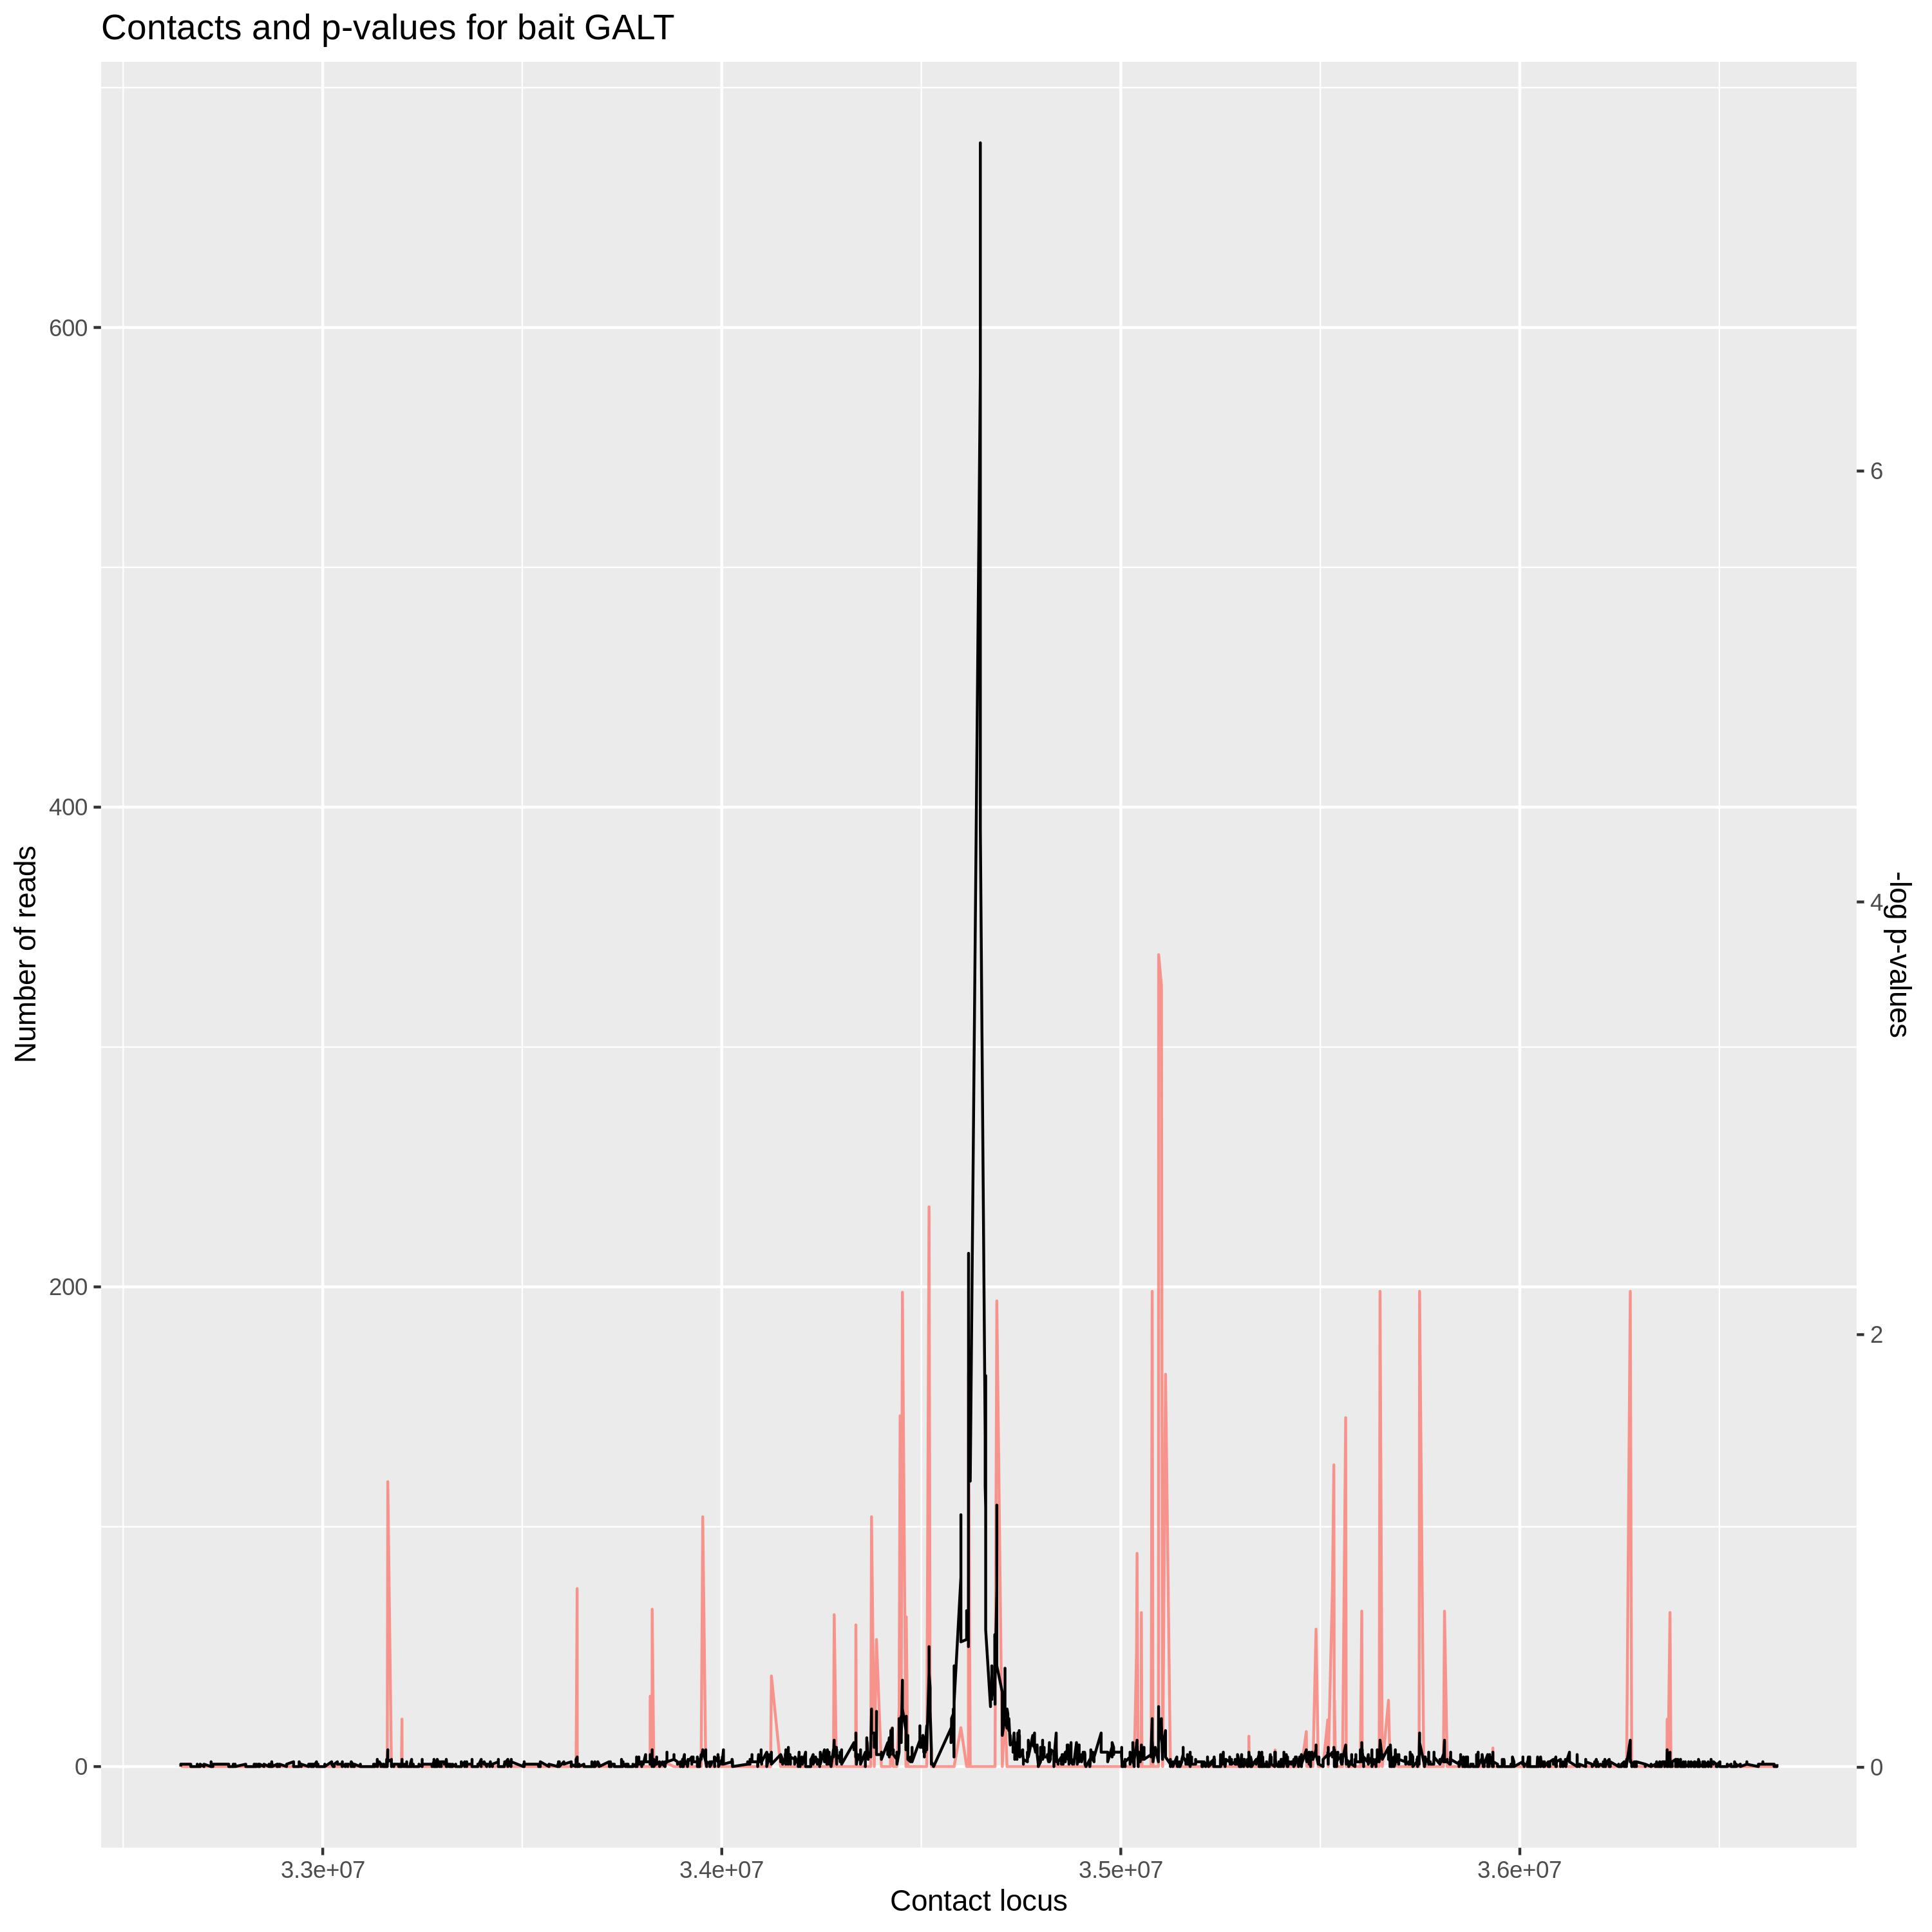 Contacts and p-values for bait GALT
600
400
200
0
Number of reads
6
4
2
0
-log p-values
3.3e+07
3.4e+07
3.5e+07
3.6e+07
Contact locus